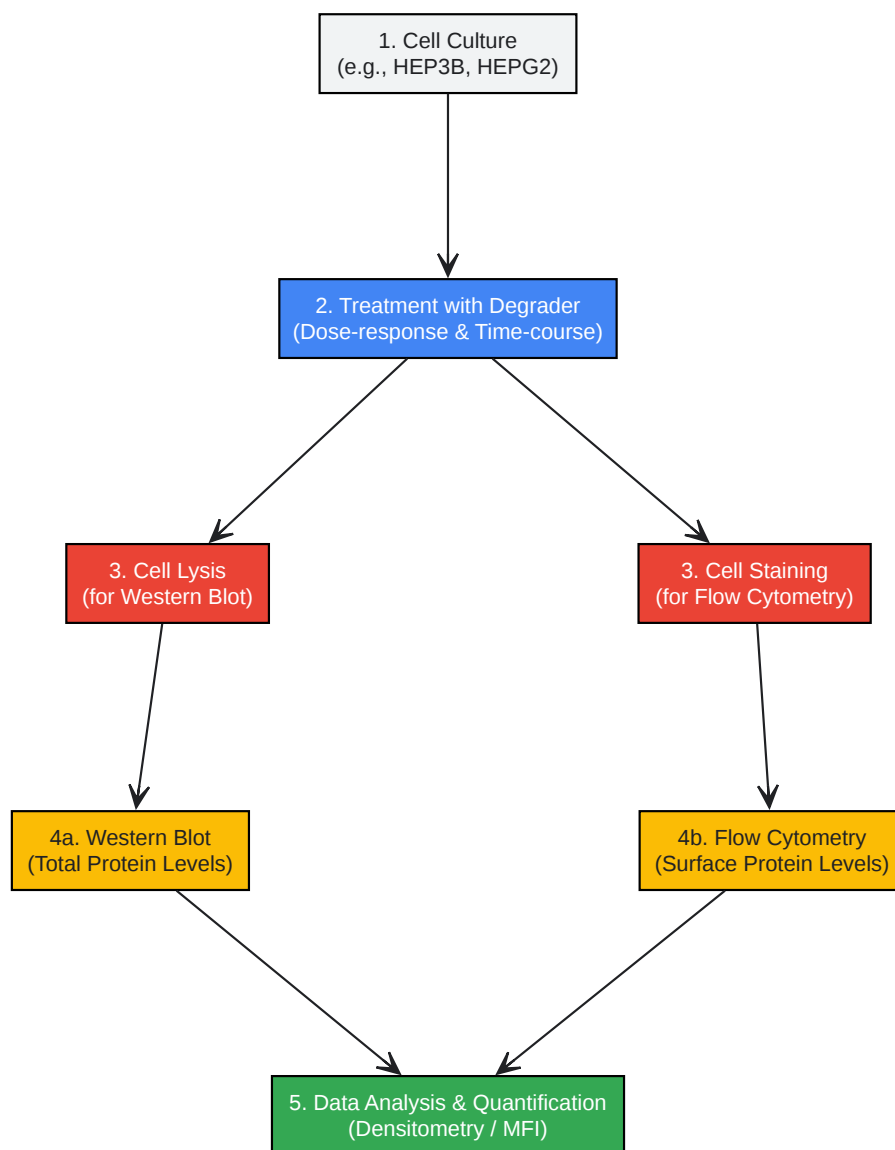 1. Cell Culture
(e.g., HEP3B, HEPG2)
2. Treatment with Degrader
(Dose-response & Time-course)
3. Cell Lysis
(for Western Blot)
3. Cell Staining
(for Flow Cytometry)
4a. Western Blot
(Total Protein Levels)
4b. Flow Cytometry
(Surface Protein Levels)
5. Data Analysis & Quantification
(Densitometry / MFI)